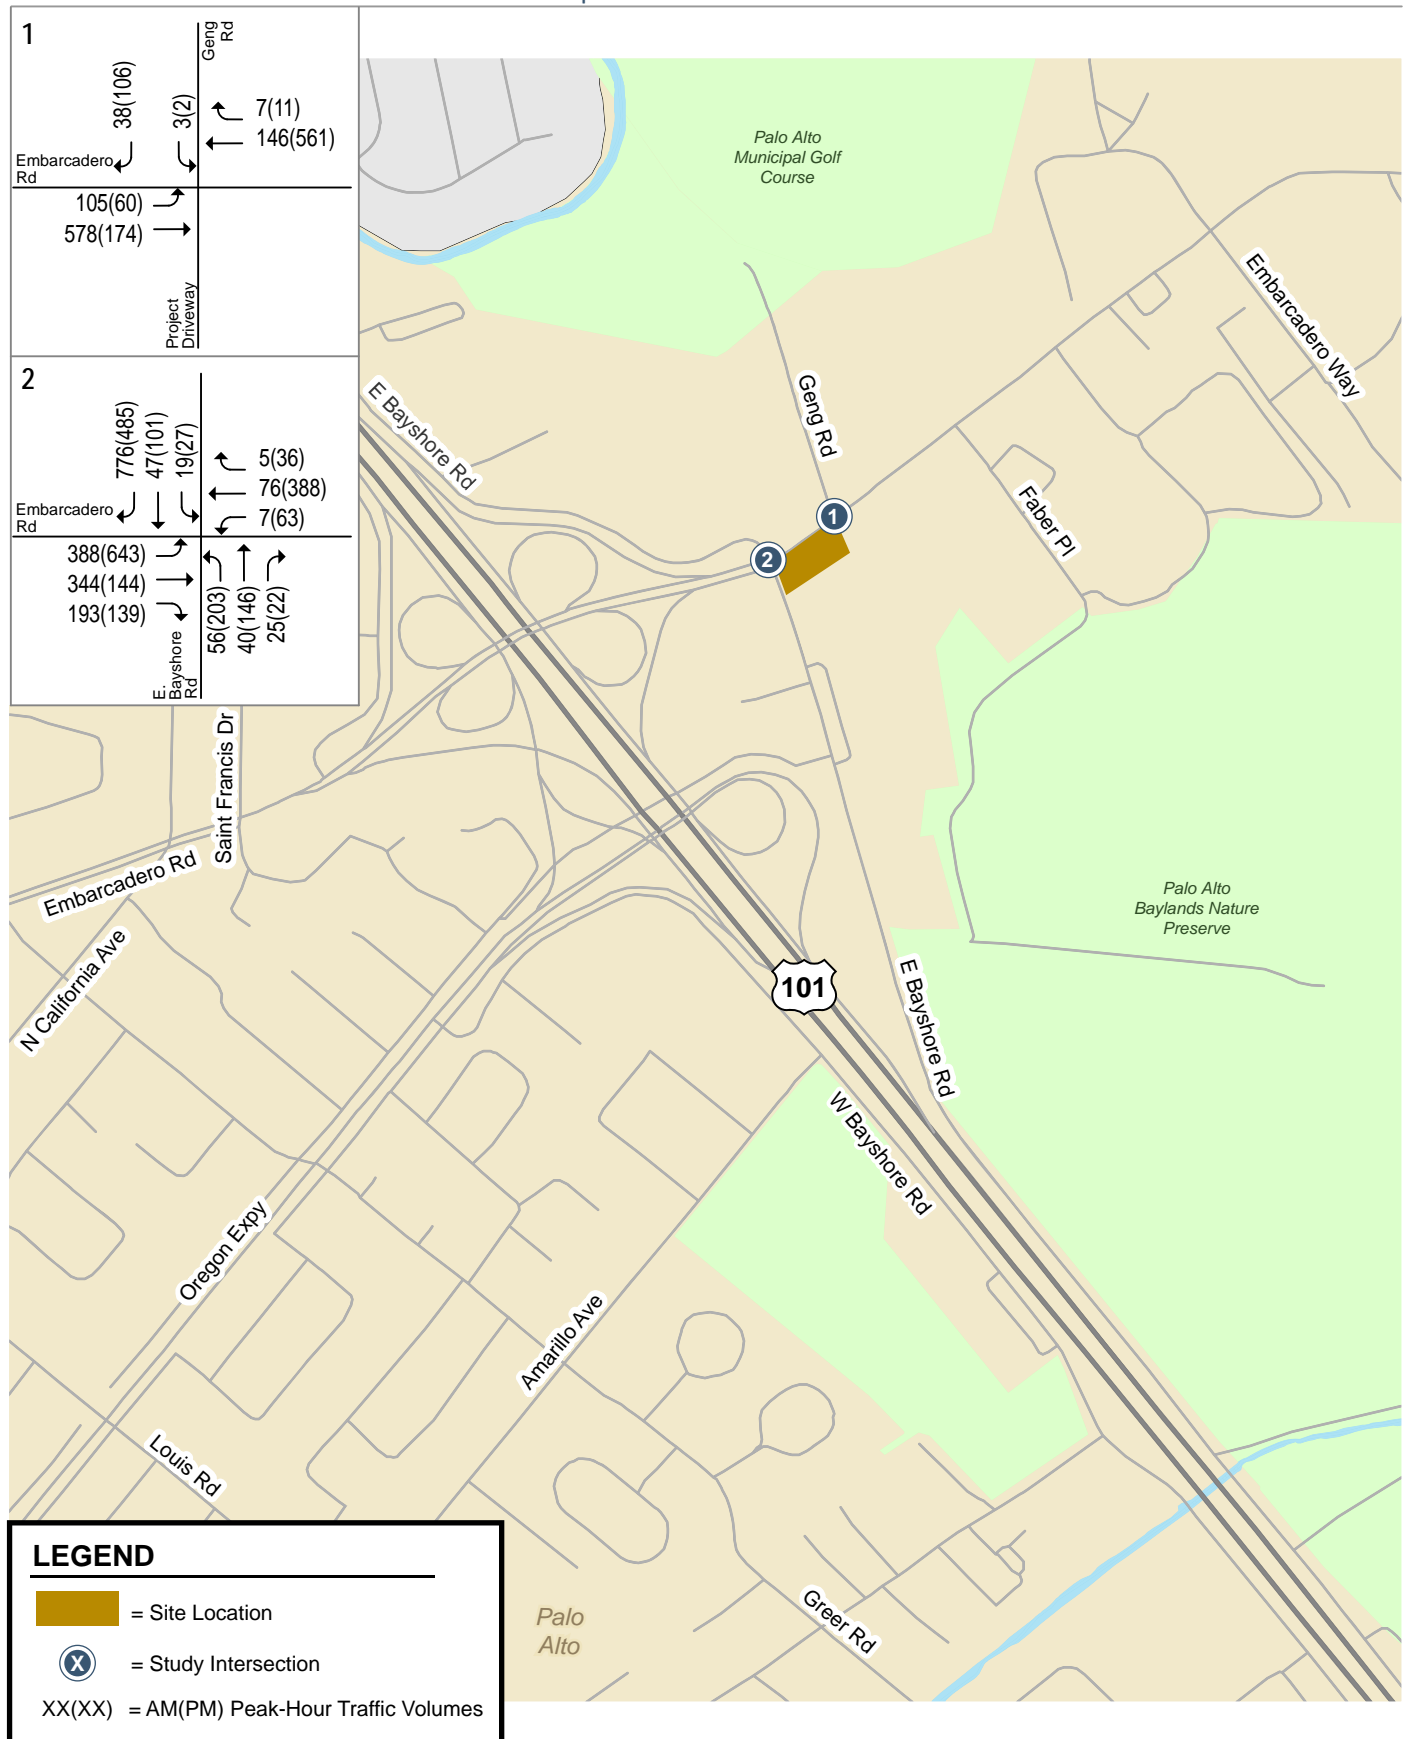 1
Geng
Rd
38(106)
3(2)
7(11)
146(561)
Embarcadero
Rd
105(60)
578(174)
Project
Driveway
2
776(485)
47(101)
19(27)
5(36)
76(388)
7(63)
Embarcadero
Rd
388(643)
344(144)
193(139)
56(203)
40(146)
25(22)
E.
Bayshore
Rd
Palo Alto
Municipal Golf
Course
Embarcadero Way
E Bayshore Rd
Geng Rd
1
2
Faber Pl
Saint Francis Dr
Embarcadero Rd
N California Ave
Palo Alto
Baylands Nature
Preserve
101
E Bayshore Rd
W Bayshore Rd
Oregon Expy
Amarillo Ave
Louis Rd
Greer Rd
Palo
Alto
LEGEND
= Site Location
X = Study Intersection
XX(XX) = AM(PM) Peak-Hour Traffic Volumes